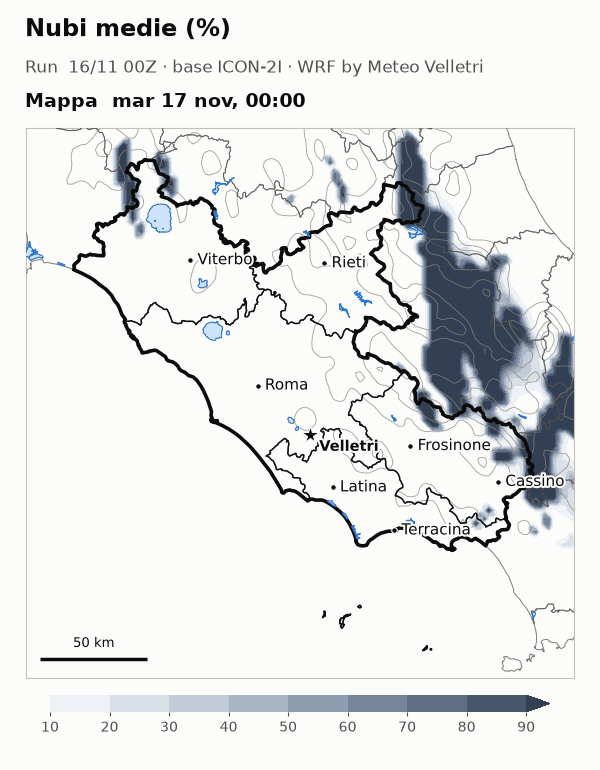 Nubi medie (%)
Run  16/11 00Z · base ICON-2I · WRF by Meteo Velletri
Mappa  mar 17 nov, 00:00
Viterbo
Rieti
Roma
Velletri
Frosinone
Cassino
Latina
Terracina
50 km
10 20 30 40 50 60 70 80 90